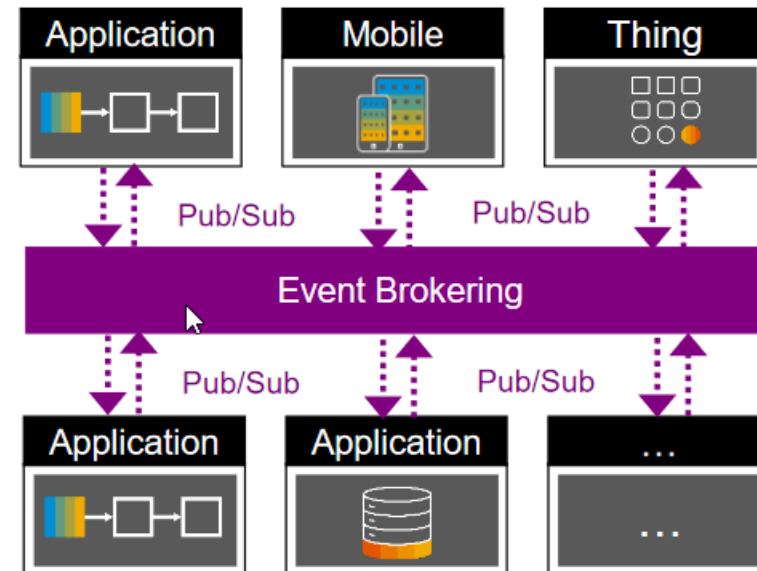 Application
Mobile
Thing
Pub/Sub
Pub/Sub
Event Brokering
Pub/Sub
Pub/Sub
Application
Application
...
...